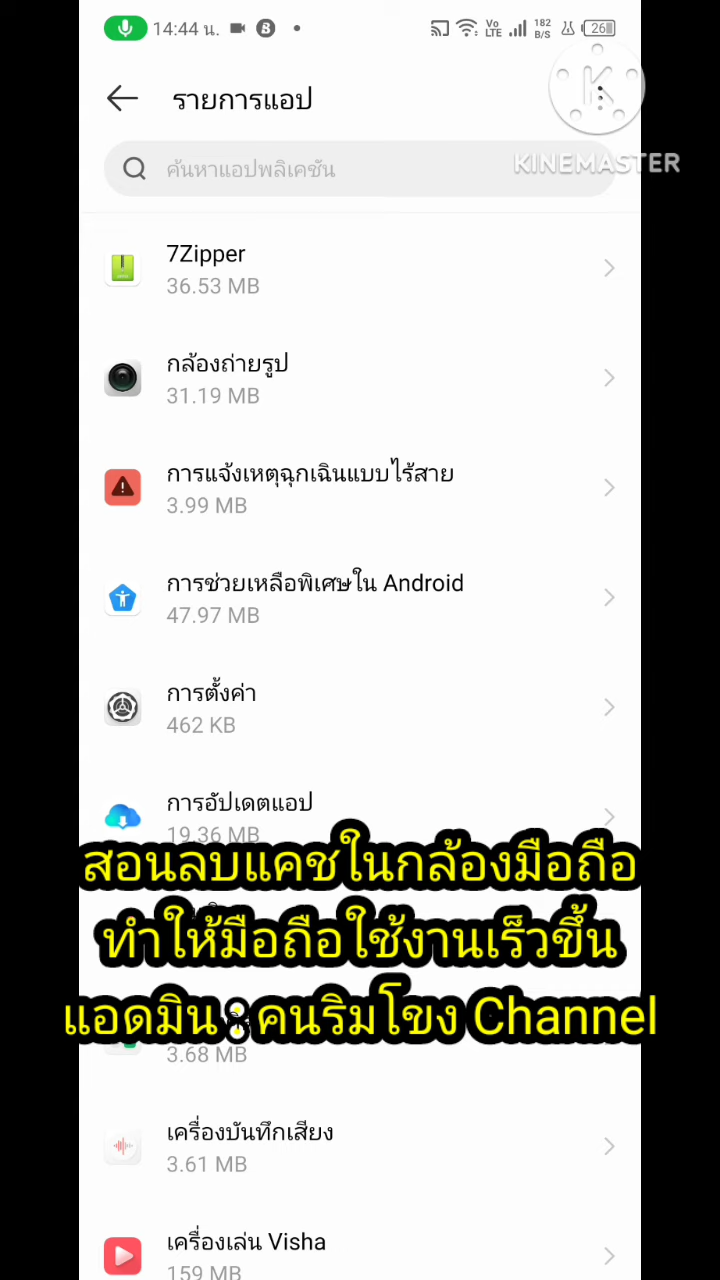 14:44 น.
Vo LTE
182 B/S
26
รายการแอป
ค้นหาแอปพลิเคชัน
KINEMASTER
7Zipper
36.53 MB
กล้องถ่ายรูป
31.19 MB
การแจ้งเหตุฉุกเฉินแบบไร้สาย
3.99 MB
การช่วยเหลือพิเศษใน Android
47.97 MB
การตั้งค่า
462 KB
การอัปเดตแอป
19.36 MB
สอนลบแคชในกล้องมือถือ
ทำให้มือถือใช้งานเร็วขึ้น
แอดมิน ะ คนริมโขง Channel
3.68 MB
เครื่องบันทึกเสียง
3.61 MB
เครื่องเล่น Visha
159 MB